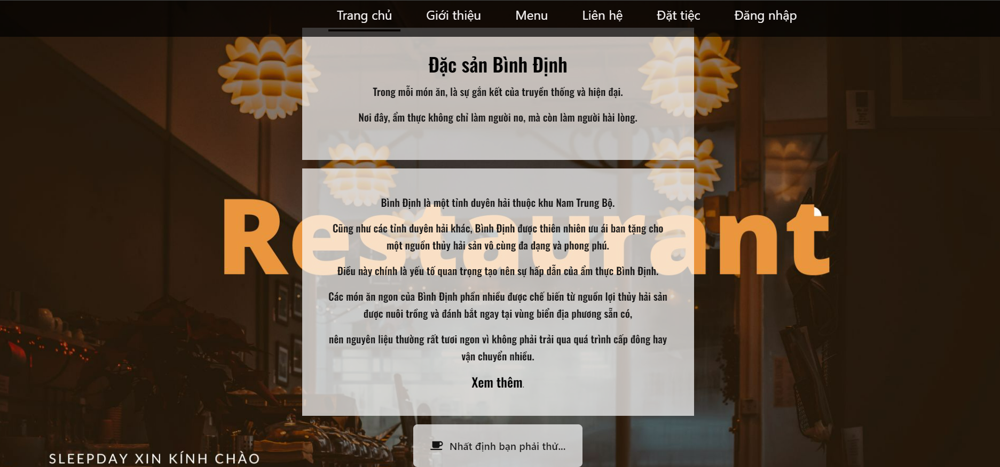 Trang chủ Giới thiệu Menu Liên hệ Đặt tiệc Đăng nhập
Đặc sản Bình Định
Trong mỗi món ăn, là sự gắn kết của truyền thống và hiện đại.
Nơi đây, ẩm thực không chỉ làm người no, mà còn làm người hài lòng.
Bình Định là một tỉnh duyên hải thuộc khu Nam Trung Bộ.
Restaurant
Cũng như các tỉnh duyên hải khác, Bình Định được thiên nhiên ưu ái ban tặng cho
một nguồn thủy hải sản vô cùng đa dạng và phong phú.
Điều này chính là yếu tố quan trọng tạo nên sự hấp dẫn của ẩm thực Bình Định.
Các món ăn ngon của Bình Định phần nhiều được chế biến từ nguồn lợi thủy hải sản
được nuôi trồng và đánh bắt ngay tại vùng biển địa phương sẵn có,
nên nguyên liệu thường rất tươi ngon vì không phải trải qua quá trình cấp đông hay
vận chuyển nhiều.
Xem thêm.
Nhất định bạn phải thử...
SLEEPDAY XIN KÍNH CHÀO